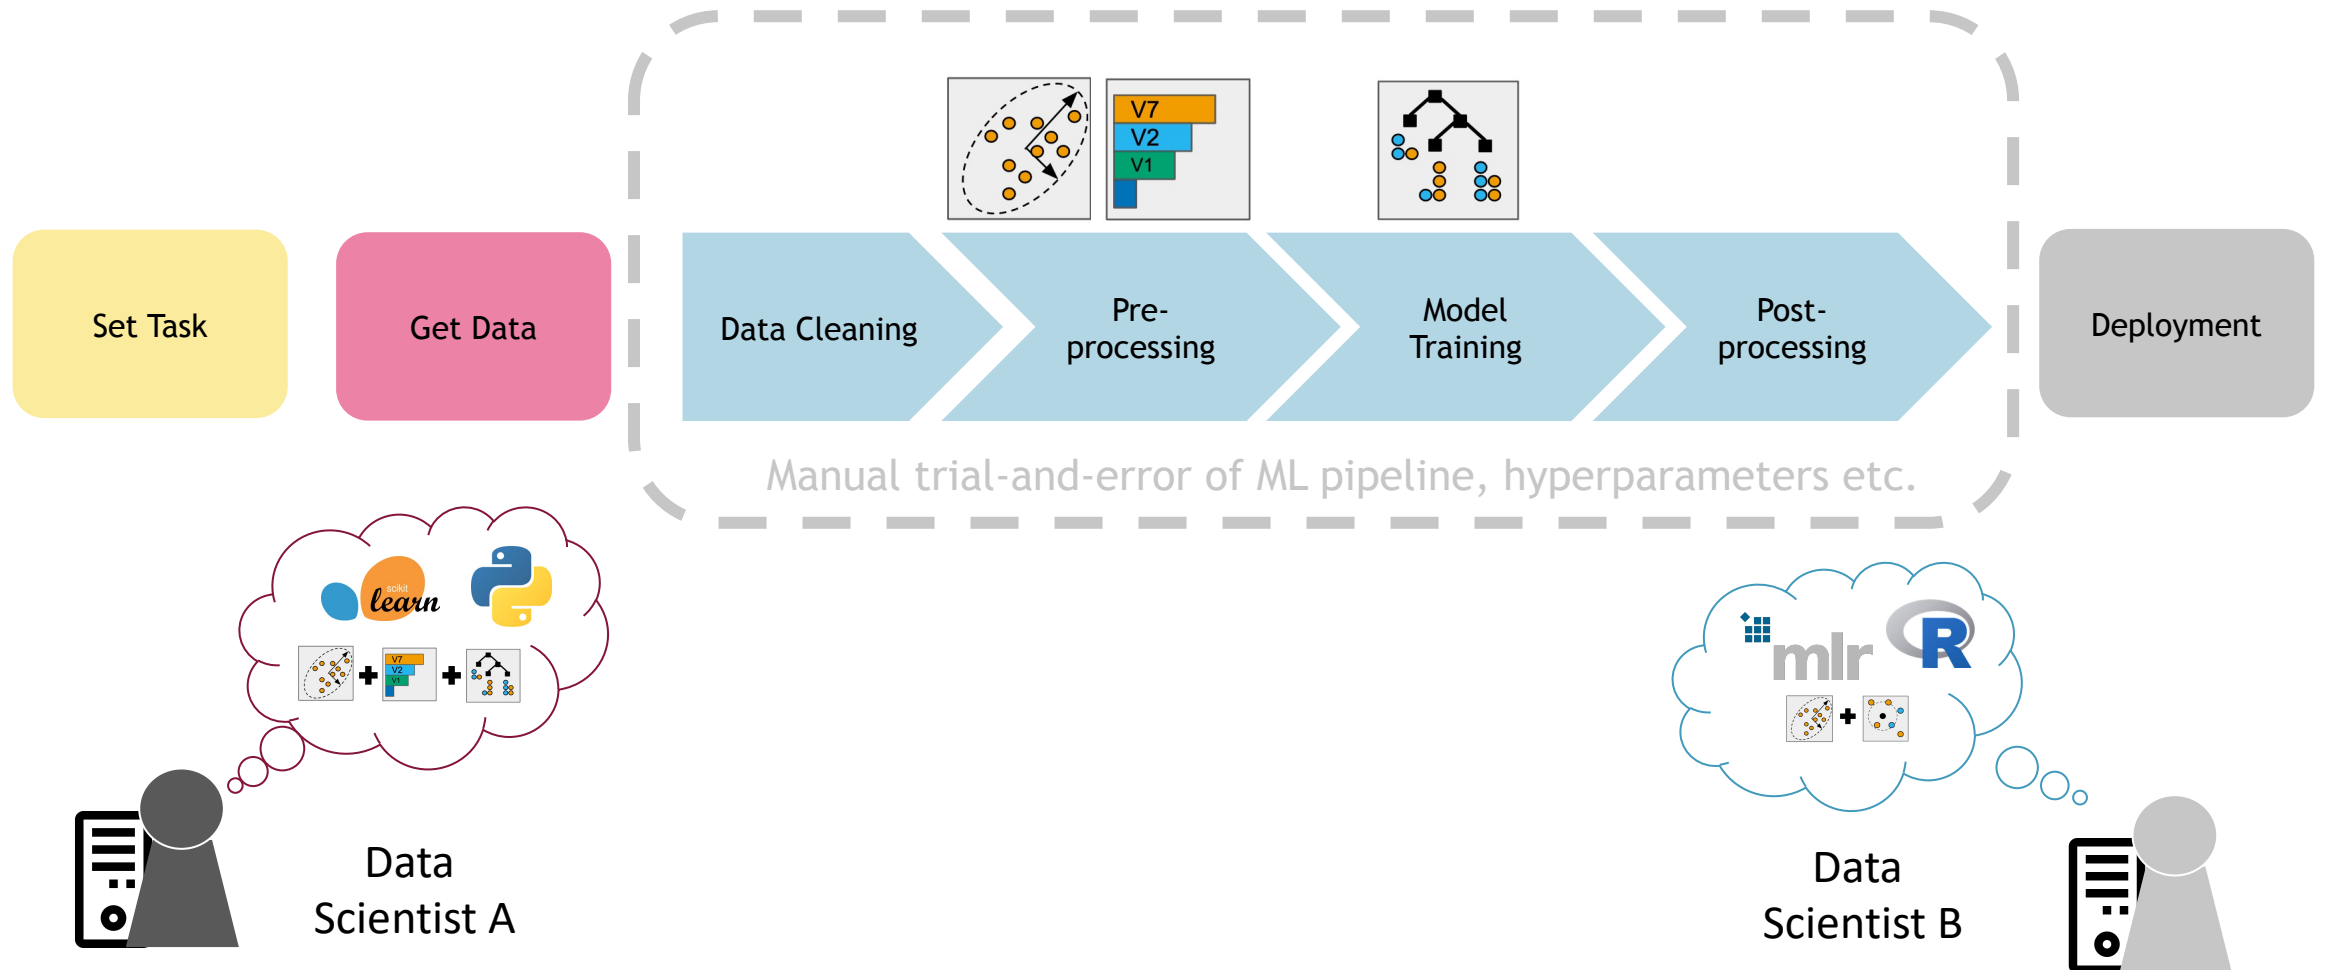 V7
V2
V1
Set Task
Get Data
Data Cleaning
Pre-
processing
Model
Training
Post-
processing
Deployment
Manual trial-and-error of ML pipeline, hyperparameters etc.
scikit
learn
V7
V2
V1
mlr
R
Data
Scientist A
Data
Scientist B